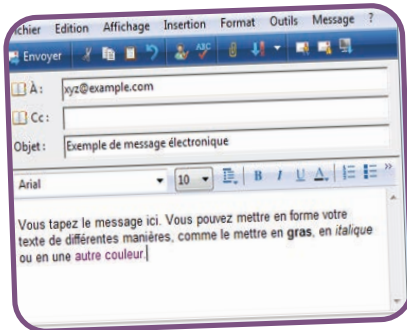 ichier Edition Affichage Insertion Format Outils Message ?
Envoyer ABC
À :
xyz@example.com
Cc :
Objet : Exemple de message électronique
Arial 10 B I U A
Vous tapez le message ici. Vous pouvez mettre en forme votre
texte de différentes manières, comme le mettre en gras, en italique
ou en une autre couleur.